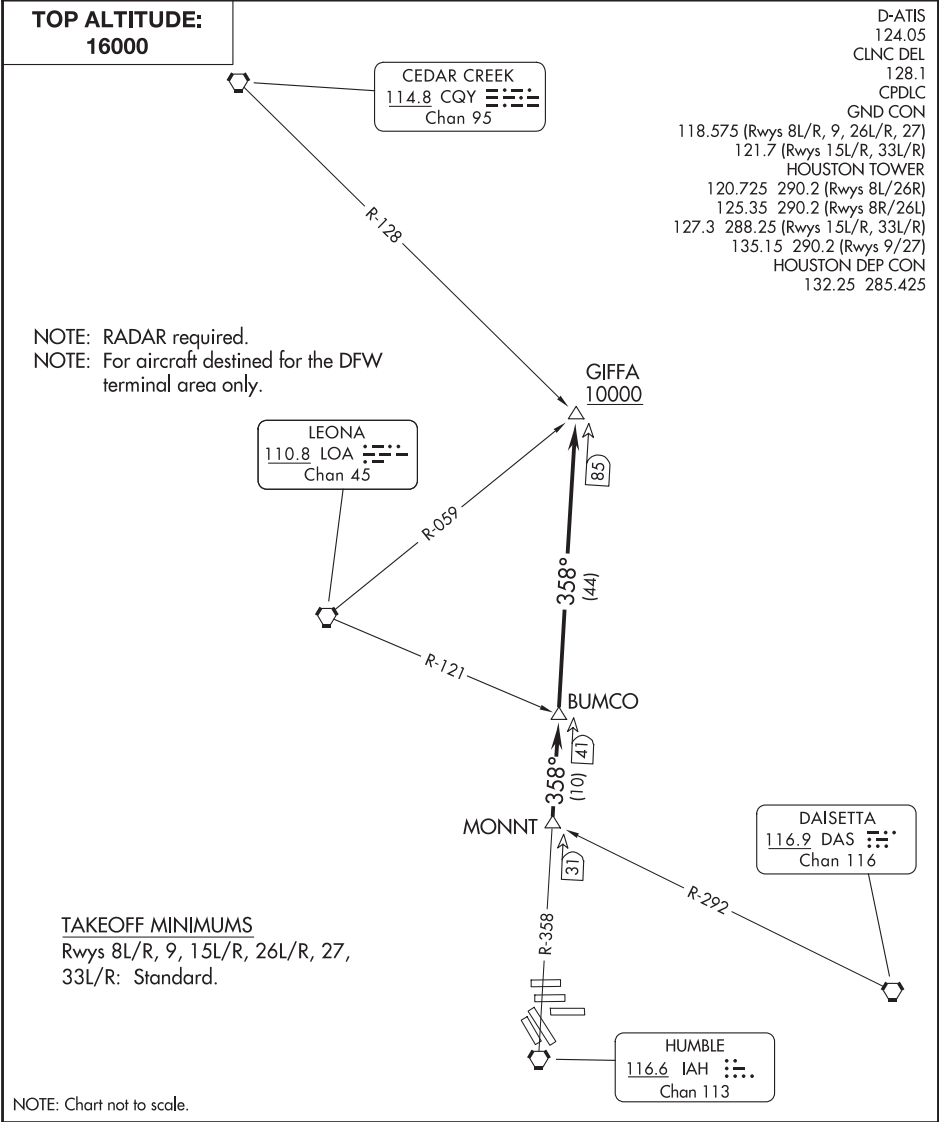 TOP ALTITUDE:
16000
D-ATIS
124.05
CLNC DEL
128.1
CPDLC
GND CON
118.575 (Rwys 8L/R, 9, 26L/R, 27)
121.7 (Rwys 15L/R, 33L/R)
HOUSTON TOWER
120.725 290.2 (Rwys 8L/26R)
125.35 290.2 (Rwys 8R/26L)
127.3 288.25 (Rwys 15L/R, 33L/R)
135.15 290.2 (Rwys 9/27)
HOUSTON DEP CON
132.25 285.425
CEDAR CREEK
114.8 CQY
Chan 95
R-128
NOTE: RADAR required.
NOTE: For aircraft destined for the DFW
terminal area only.
GIFFA
10000
LEONA
110.8 LOA
Chan 45
85
R-059
358°
(44)
R-121
BUMCO
41
358°
(10)
MONNT
31
DAISETTA
116.9 DAS
Chan 116
R-292
R-358
TAKEOFF MINIMUMS
Rwys 8L/R, 9, 15L/R, 26L/R, 27,
33L/R: Standard.
HUMBLE
116.6 IAH
Chan 113
NOTE: Chart not to scale.